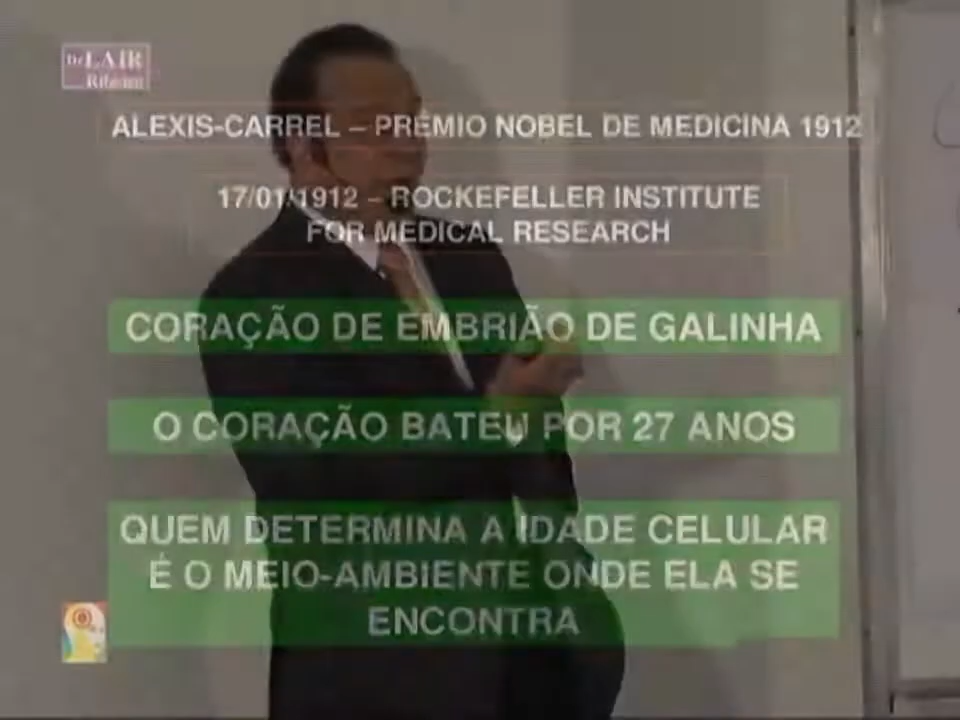 Dr LAIR
Ribeiro
ALEXIS-CARREL – PRÊMIO NOBEL DE MEDICINA 1912
17/01/1912 – ROCKEFELLER INSTITUTE
FOR MEDICAL RESEARCH
CORAÇÃO DE EMBRIÃO DE GALINHA
O CORAÇÃO BATEU POR 27 ANOS
QUEM DETERMINA A IDADE CELULAR
É O MEIO-AMBIENTE ONDE ELA SE
ENCONTRA